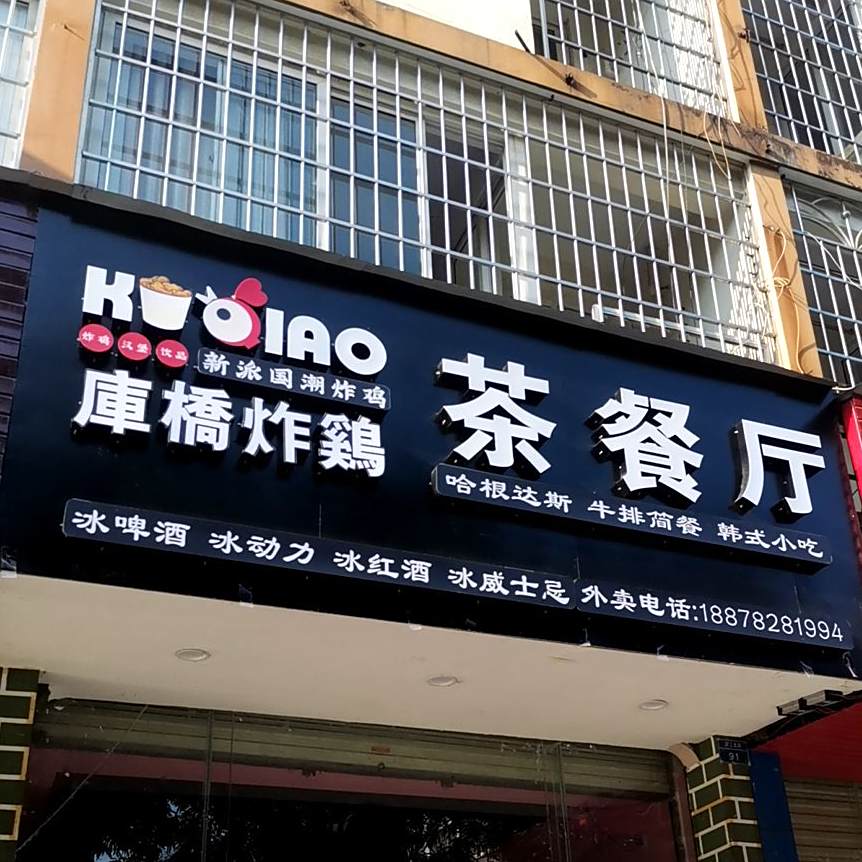 KUQIAO
炸鸡 汉堡 饮品
新派国潮炸鸡
庫橋炸鷄
茶餐厅
哈根达斯 牛排简餐 韩式小吃
冰啤酒 冰动力 冰红酒 冰威士忌 外卖电话:18878281994
91